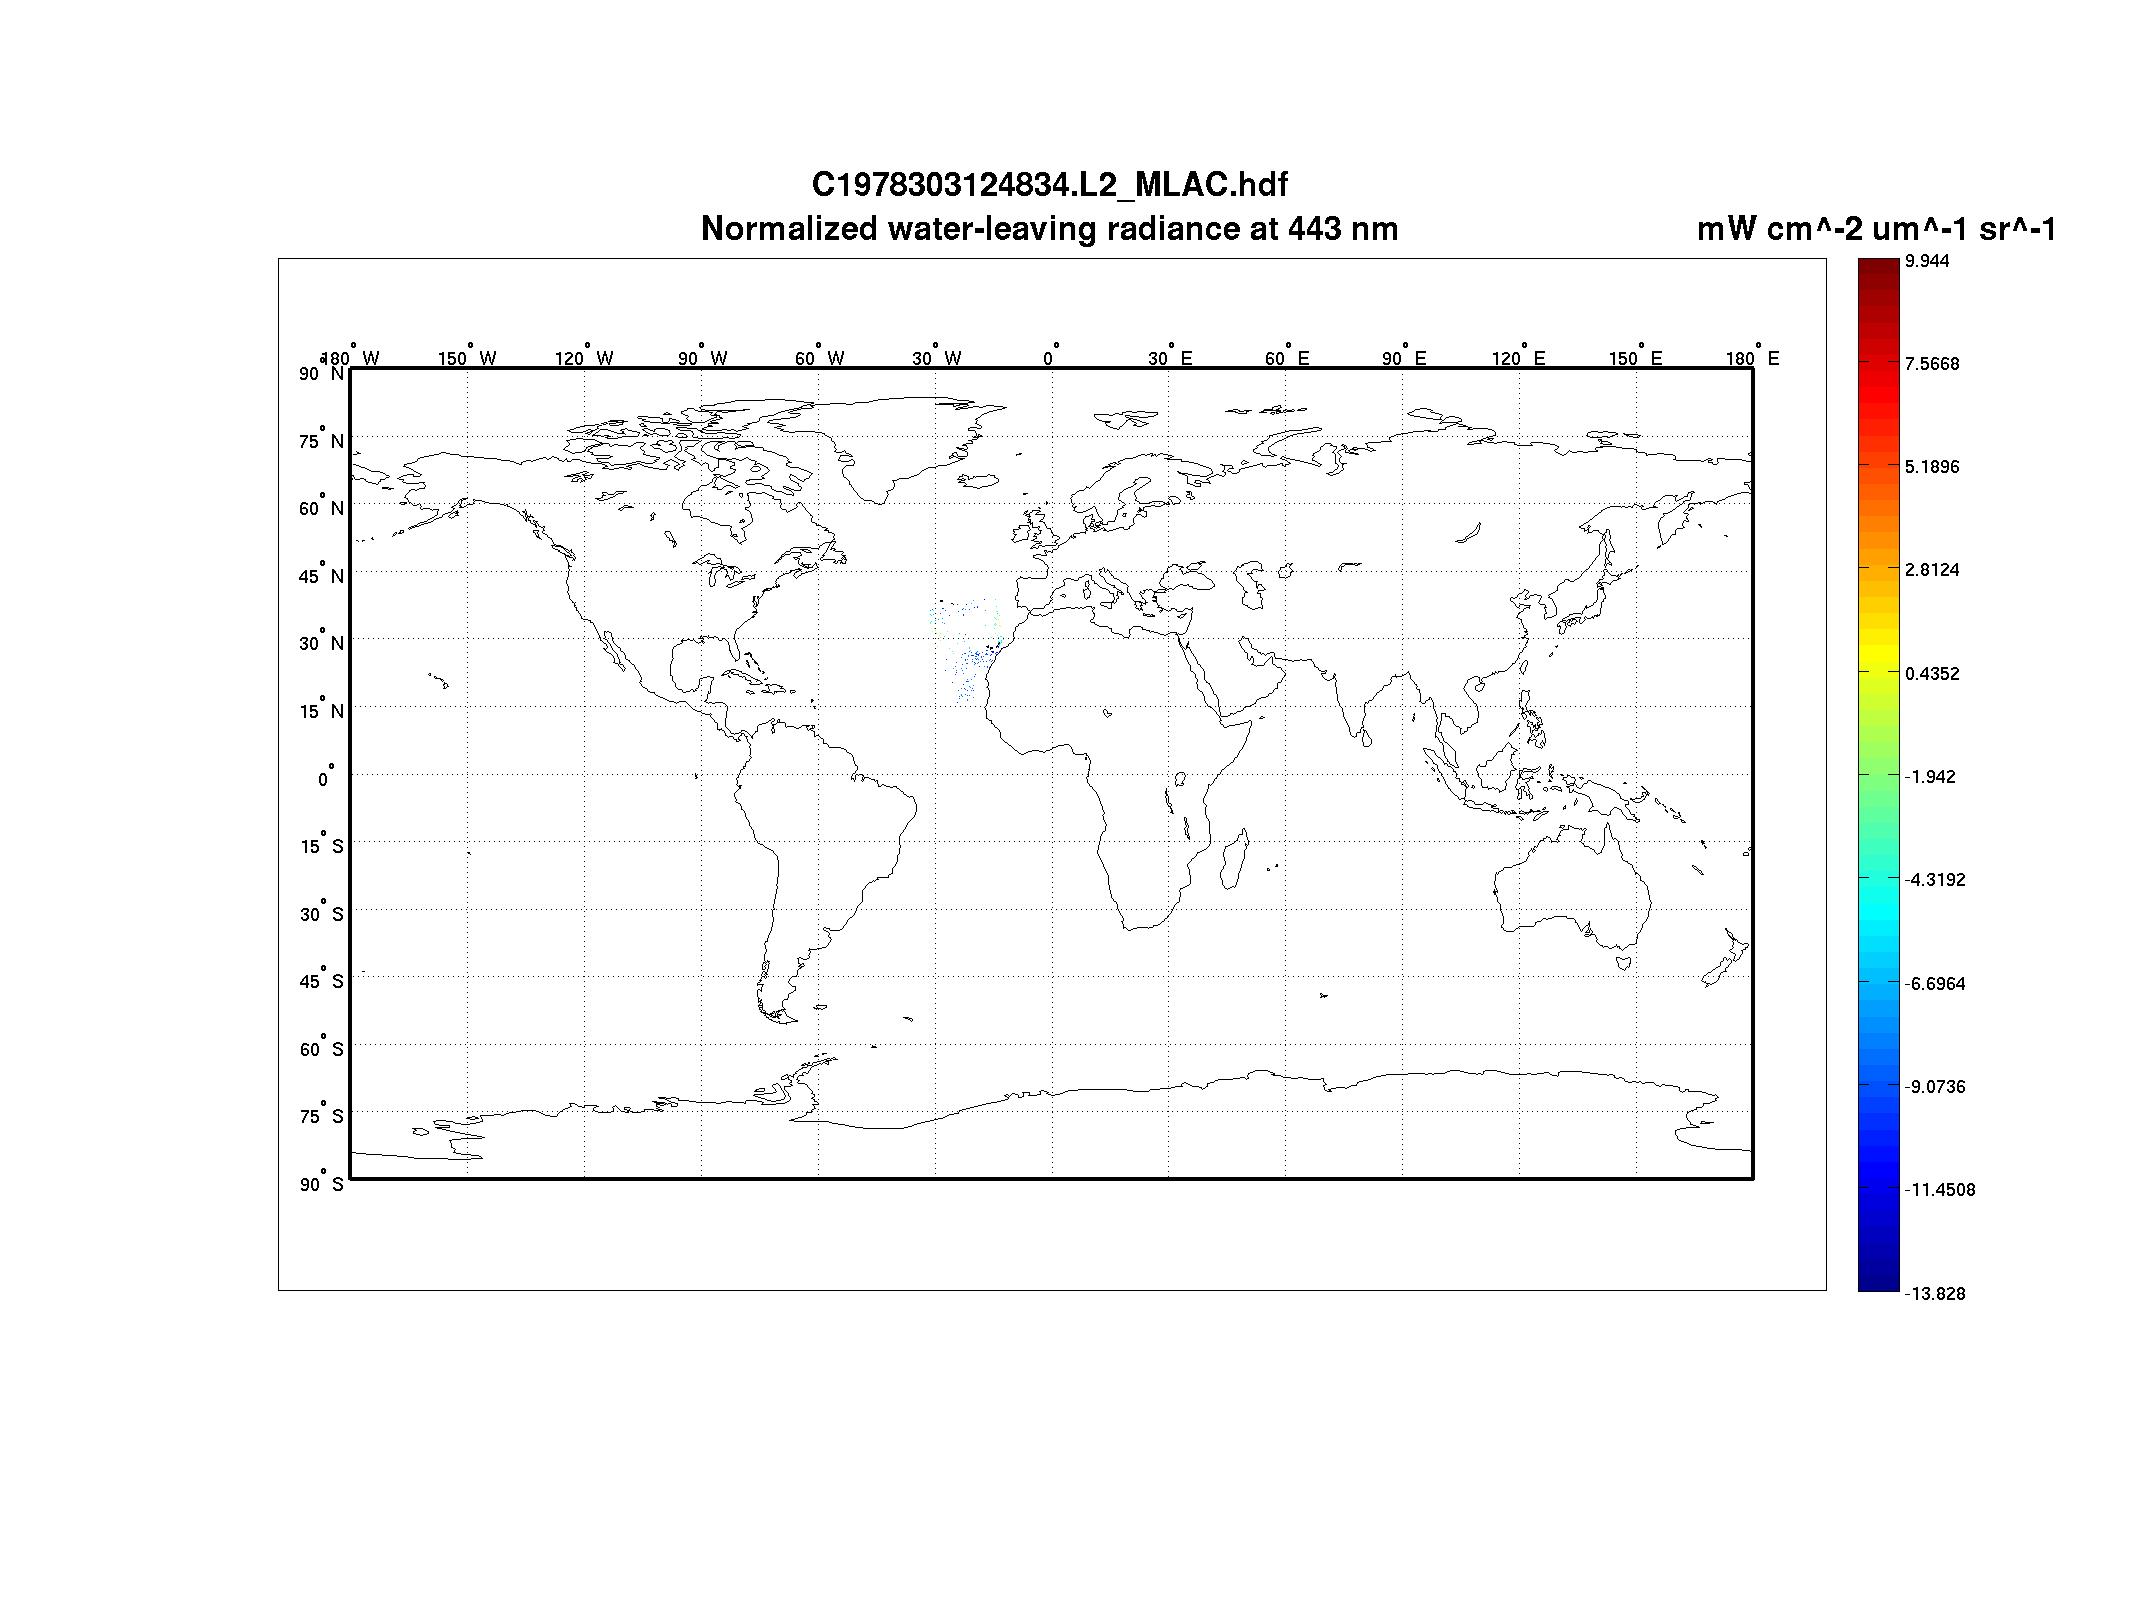 C1978303124834.L2_MLAC.hdf
Normalized water-leaving radiance at 443 nm
mW cm^-2 um^-1 sr^-1
180° W 150° W 120° W 90° W 60° W 30° W 0° 30° E 60° E 90° E 120° E 150° E 180° E
90° N
75° N
60° N
45° N
30° N
15° N
0°
15° S
30° S
45° S
60° S
75° S
90° S
9.944
7.5668
5.1896
2.8124
0.4352
-1.942
-4.3192
-6.6964
-9.0736
-11.4508
-13.828